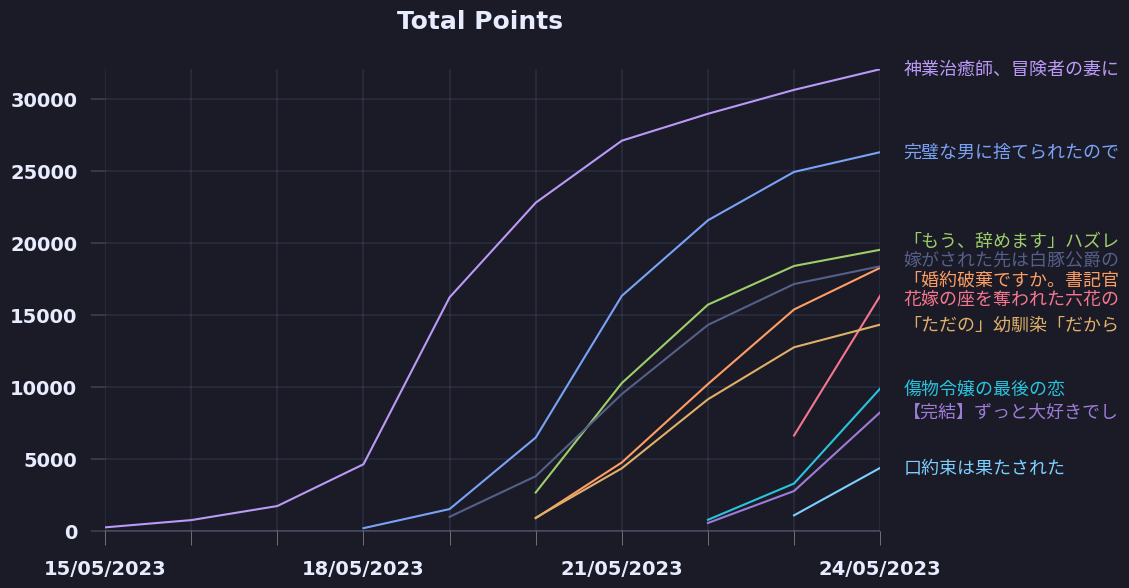 Total Points
30000
25000
20000
15000
10000
5000
0
15/05/2023
18/05/2023
21/05/2023
24/05/2023
神業治癒師、冒険者の妻に
完璧な男に捨てられたので
「もう、辞めます」ハズレ
嫁がされた先は白豚公爵の
「婚約破棄ですか。書記官
花嫁の座を奪われた六花の
「ただの」幼馴染「だから
傷物令嬢の最後の恋
【完結】ずっと大好きでし
口約束は果たされた